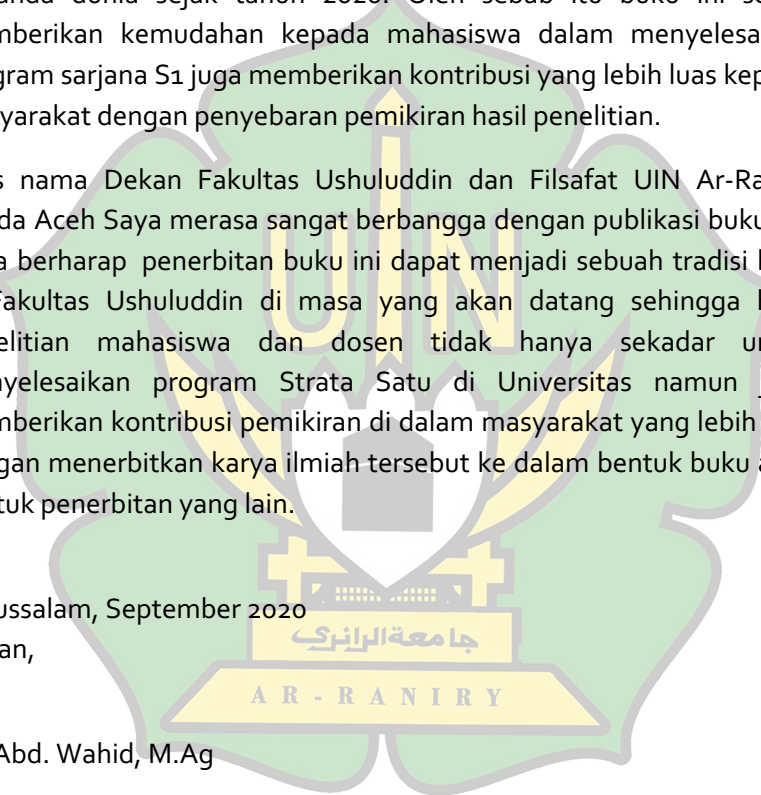 anda dunia sejak tahun 2020. Oleh sebab itu buku ini se
mberikan kemudahan kepada mahasiswa dalam menyelesa
gram sarjana S1 juga memberikan kontribusi yang lebih luas kep
yarakat dengan penyebaran pemikiran hasil penelitian.
s nama Dekan Fakultas Ushuluddin dan Filsafat UIN Ar-Ra
da Aceh Saya merasa sangat berbangga dengan publikasi buku
a berharap penerbitan buku ini dapat menjadi sebuah tradisi
Fakultas Ushuluddin di masa yang akan datang sehingga
elitian mahasiswa dan dosen tidak hanya sekadar un
nyelesaikan program Strata Satu di Universitas namun j
mberikan kontribusi pemikiran di dalam masyarakat yang lebih
gan menerbitkan karya ilmiah tersebut ke dalam bentuk buku a
tuk penerbitan yang lain.
UIN
ussalam, September 2020
جامعة الرانري
an,
AR-RANIRY
Abd. Wahid, M.Ag